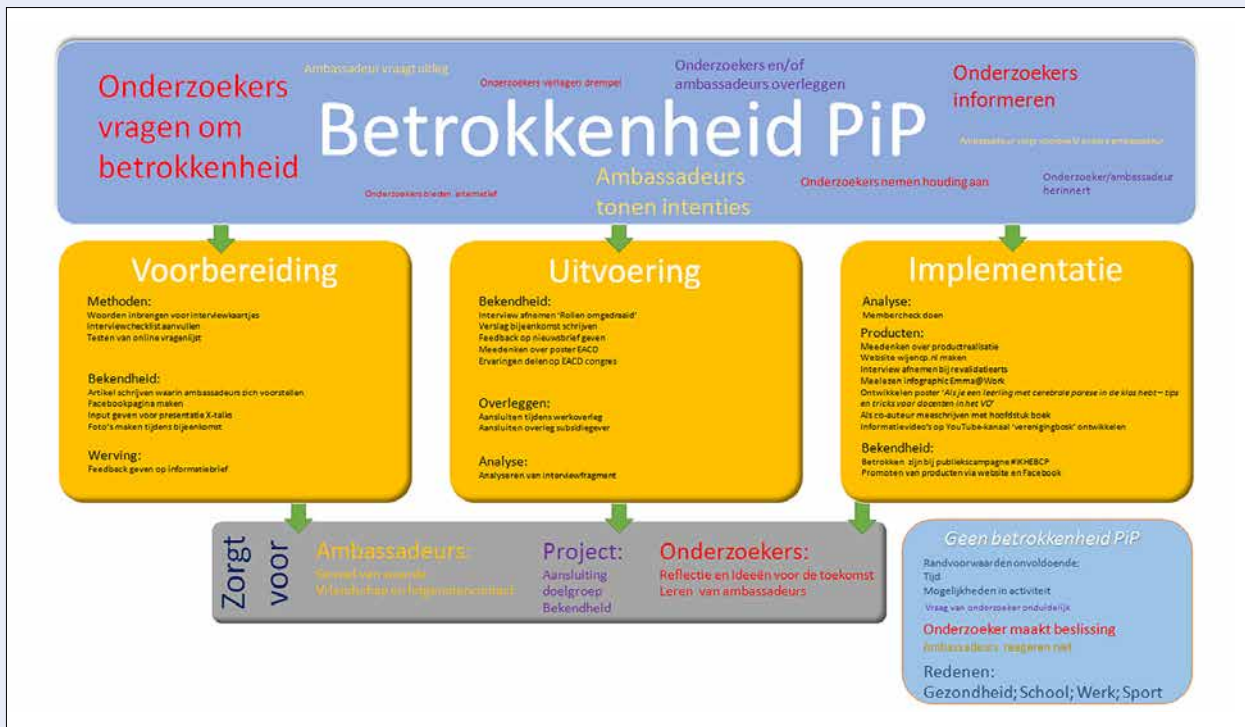 Onderzoekers
vragen om
betrokkenheid
Ambassadeur vraagt uitleg
Onderzoekers verlagen drempel
Onderzoekers en/of
ambassadeurs overleggen
Onderzoekers
informeren
Betrokkenheid PiP
Onderzoekers bieden alternatief
Ambassadeurs
tonen intenties
Onderzoekers nemen houding aan
Onderzoeker/ambassadeur
herinnert
Voorbereiding
Methoden:
Woorden inbrengen voor interviewkaartjes
Interviewchecklist aanvullen
Testen van online vragenlijst
Bekendheid:
Artikel schrijven waarin ambassadeurs zich voorstellen
Facebookpagina maken
Input geven voor presentatie X-talks
Foto's maken tijdens bijeenkomst
Werving:
Feedback geven op informatiebrief
Uitvoering
Bekendheid:
Interview afnemen 'Rollen omgedraaid'
Verslag bijeenkomst schrijven
Feedback op nieuwsbrief geven
Meedenken over poster EACD
Ervaringen delen op EACD congres
Overleggen:
Aansluiten tijdens werkoverleg
Aansluiten overleg subsidiegever
Analyse:
Analyseren van interviewfragment
Implementatie
Analyse:
Membercheck doen
Producten:
Meedenken over productrealisatie
Website wijencp.nl maken
Interview afnemen bij revalidatiearts
Meelezen infographic Emma@Work
Ontwikkelen poster 'Als je een leerling met cerebrale parese in de klas hebt – tips
en tricks voor docenten in het VO'
Als co-auteur meeschrijven met hoofdstuk boek
Informatievideo's op YouTube-kanaal 'verenigingbosk' ontwikkelen
Bekendheid:
Betrokken zijn bij publiekscampagne #IKHEBCP
Promoten van producten via website en Facebook
Zorgt
voor
Ambassadeurs:
Gevoel van waarde
Vriendschap en lotgenotencontact
Project:
Aansluiting
doelgroep
Bekendheid
Onderzoekers:
Reflectie en ideeën voor de toekomst
Leren van ambassadeurs
Geen betrokkenheid PiP
Randvoorwaarden onvoldoende:
Tijd
Mogelijkheden in activiteit
Vraag van onderzoeker onduidelijk
Onderzoeker maakt beslissing
Ambassadeurs reageren niet
Redenen:
Gezondheid; School; Werk; Sport